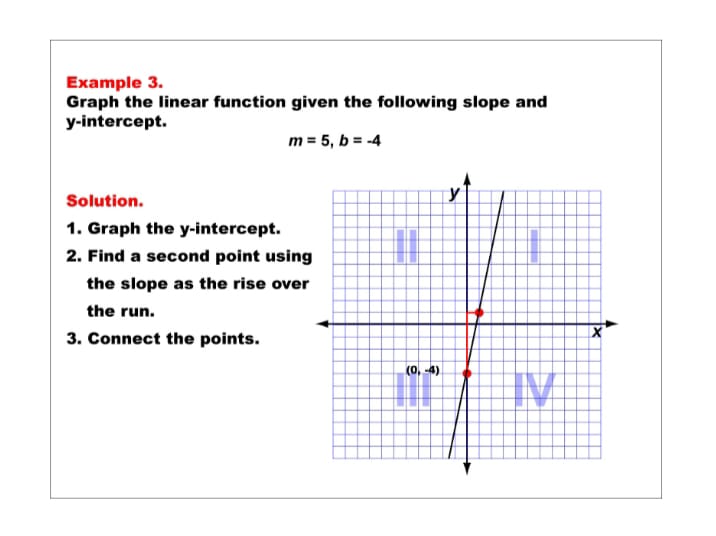 Example 3.
Graph the linear function given the following slope and
y-intercept.
m = 5, b = -4
Solution.
1. Graph the y-intercept.
2. Find a second point using
the slope as the rise over
the run.
3. Connect the points.
y
II
I
x
(0, -4)
III
IV